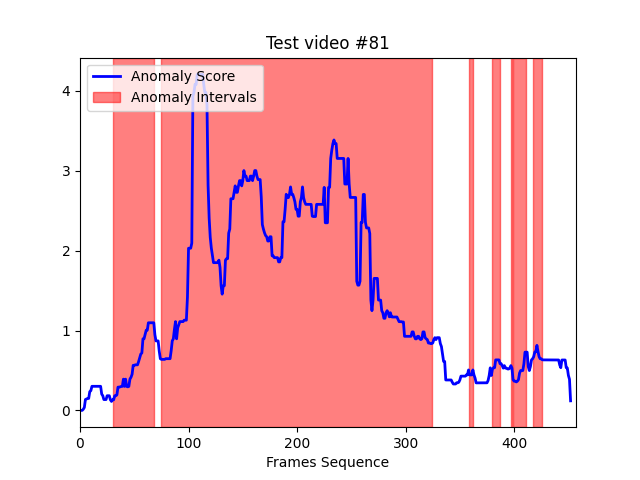 Test video #81
Anomaly Score
Anomaly Intervals
4
3
2
1
0
0 100 200 300 400
Frames Sequence